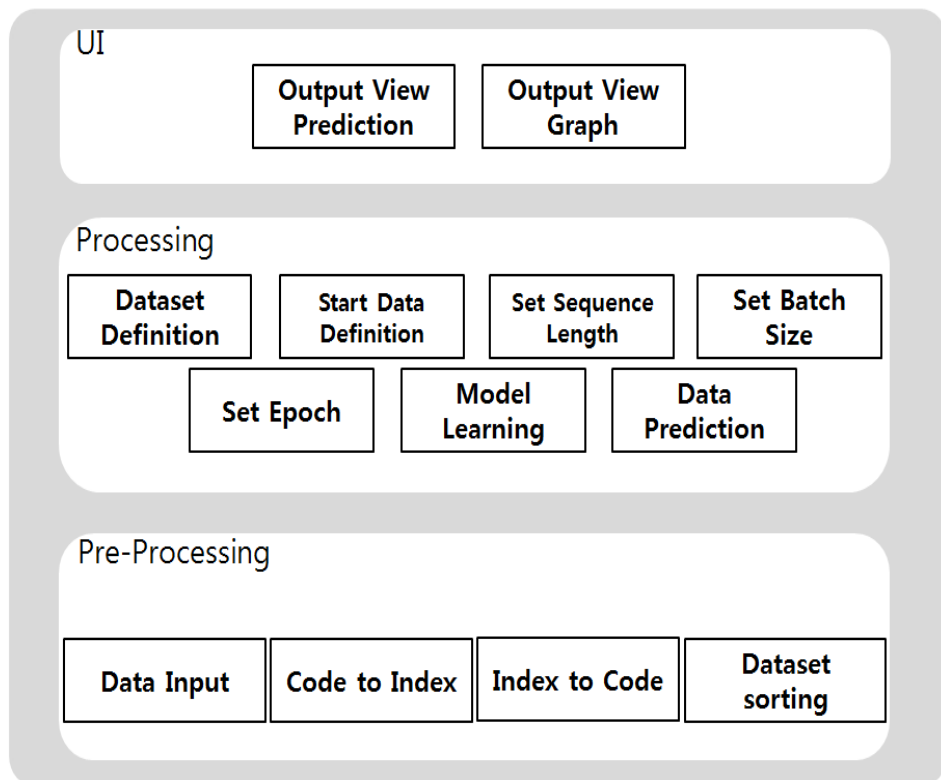 UI
Output View
Prediction
Output View
Graph
Processing
Dataset
Definition
Start Data
Definition
Set Sequence
Length
Set Batch
Size
Set Epoch
Model
Learning
Data
Prediction
Pre-Processing
Data Input
Code to Index
Index to Code
Dataset
sorting